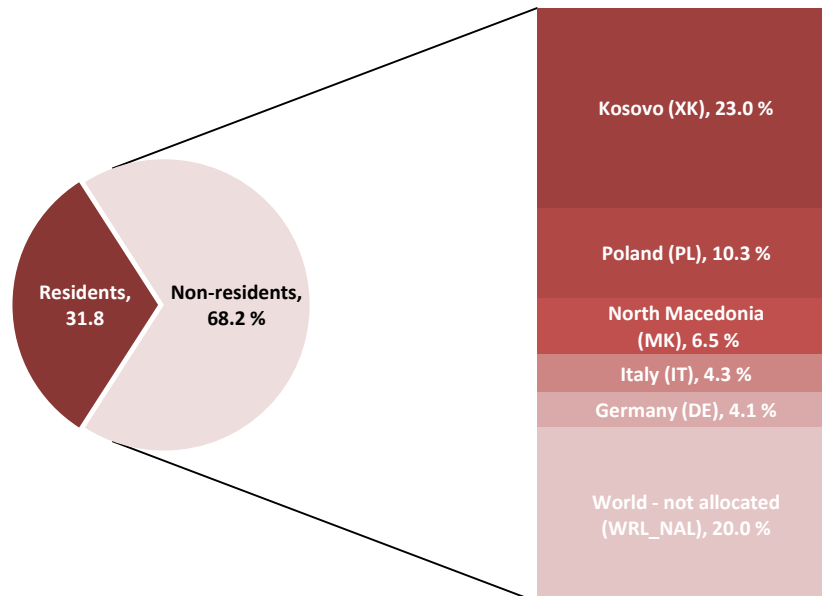 Residents,
31.8
Non-residents,
68.2 %
Kosovo (XK), 23.0 %
Poland (PL), 10.3 %
North Macedonia
(MK), 6.5 %
Italy (IT), 4.3 %
Germany (DE), 4.1 %
World - not allocated
(WRL_NAL), 20.0 %